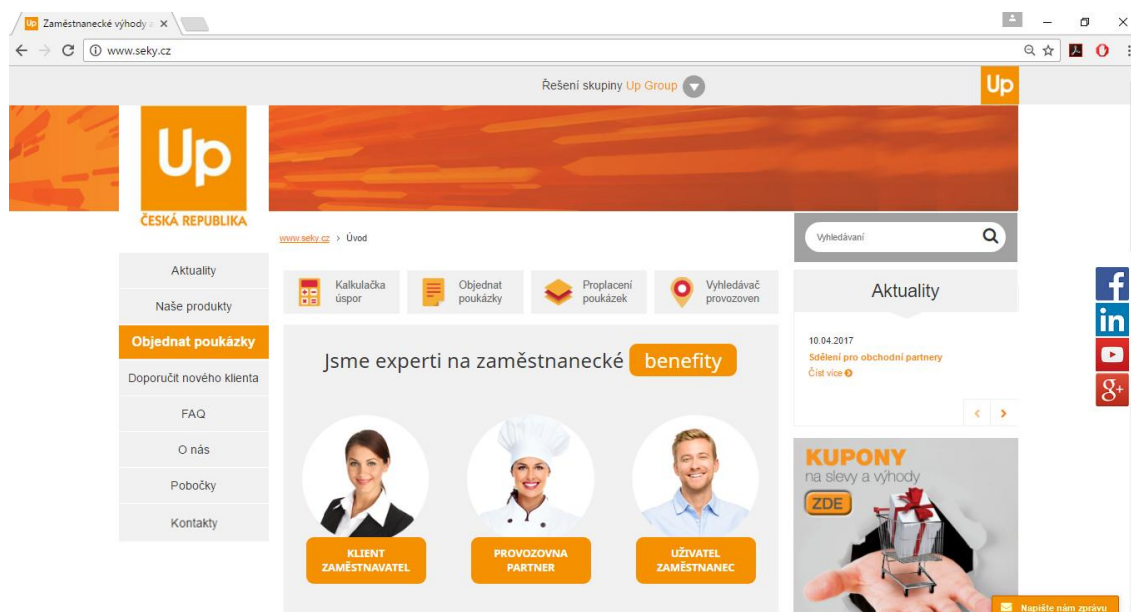 Up Zaměstnanecké výhody
www.seky.cz
Řešení skupiny Up Group
Up
Up
ČESKÁ REPUBLIKA
www.seky.cz > Úvod
Vyhledávaní
Aktuality
Naše produkty
Objednat poukázky
Doporučit nového klienta
FAQ
O nás
Pobočky
Kontakty
Kalkulačka
úspor
Objednat
poukázky
Proplacení
poukázek
Vyhledávač
provozoven
Jsme experti na zaměstnanecké benefity
KLIENT
ZAMĚSTNAVATEL
PROVOZOVNA
PARTNER
UŽIVATEL
ZAMĚSTNANEC
Aktuality
10.04.2017
Sdělení pro obchodní partnery
Číst více
KUPONY
na slevy a výhody
ZDE
f
in
g+
Napište nám zprávu